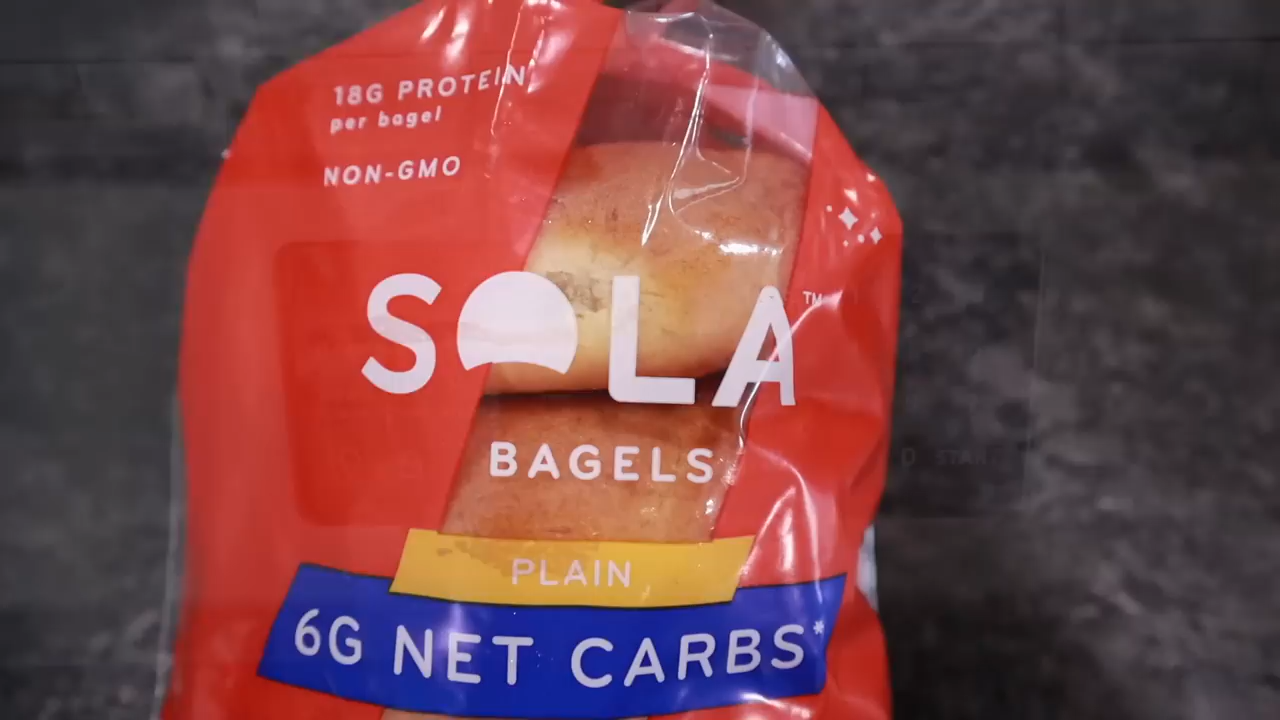 18G PROTEIN
per bagel
NON-GMO
SOLA™
BAGELS
PLAIN
6G NET CARBS*